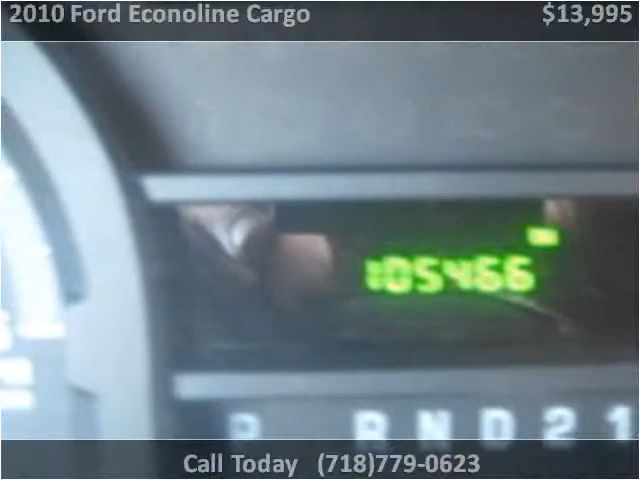 2010 Ford Econoline Cargo $13,995
105466
P R N D 2 1
Call Today (718)779-0623